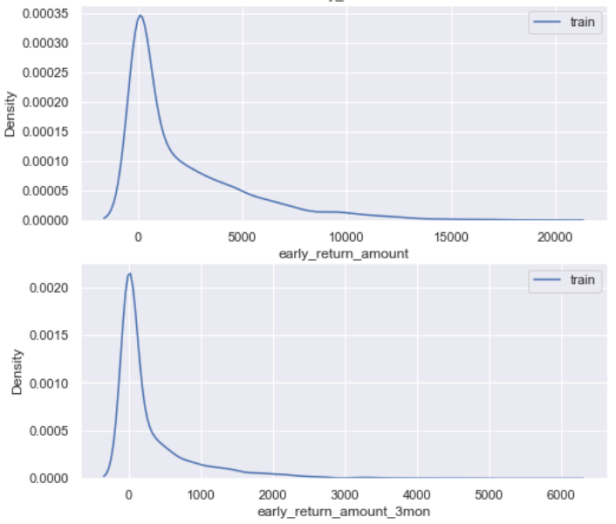 0.00035
0.00030
0.00025
0.00020
0.00015
0.00010
0.00005
0.00000
Density
train
0 5000 10000 15000 20000
early_return_amount
0.0020
0.0015
0.0010
0.0005
0.0000
Density
train
0 1000 2000 3000 4000 5000 6000
early_return_amount_3mon